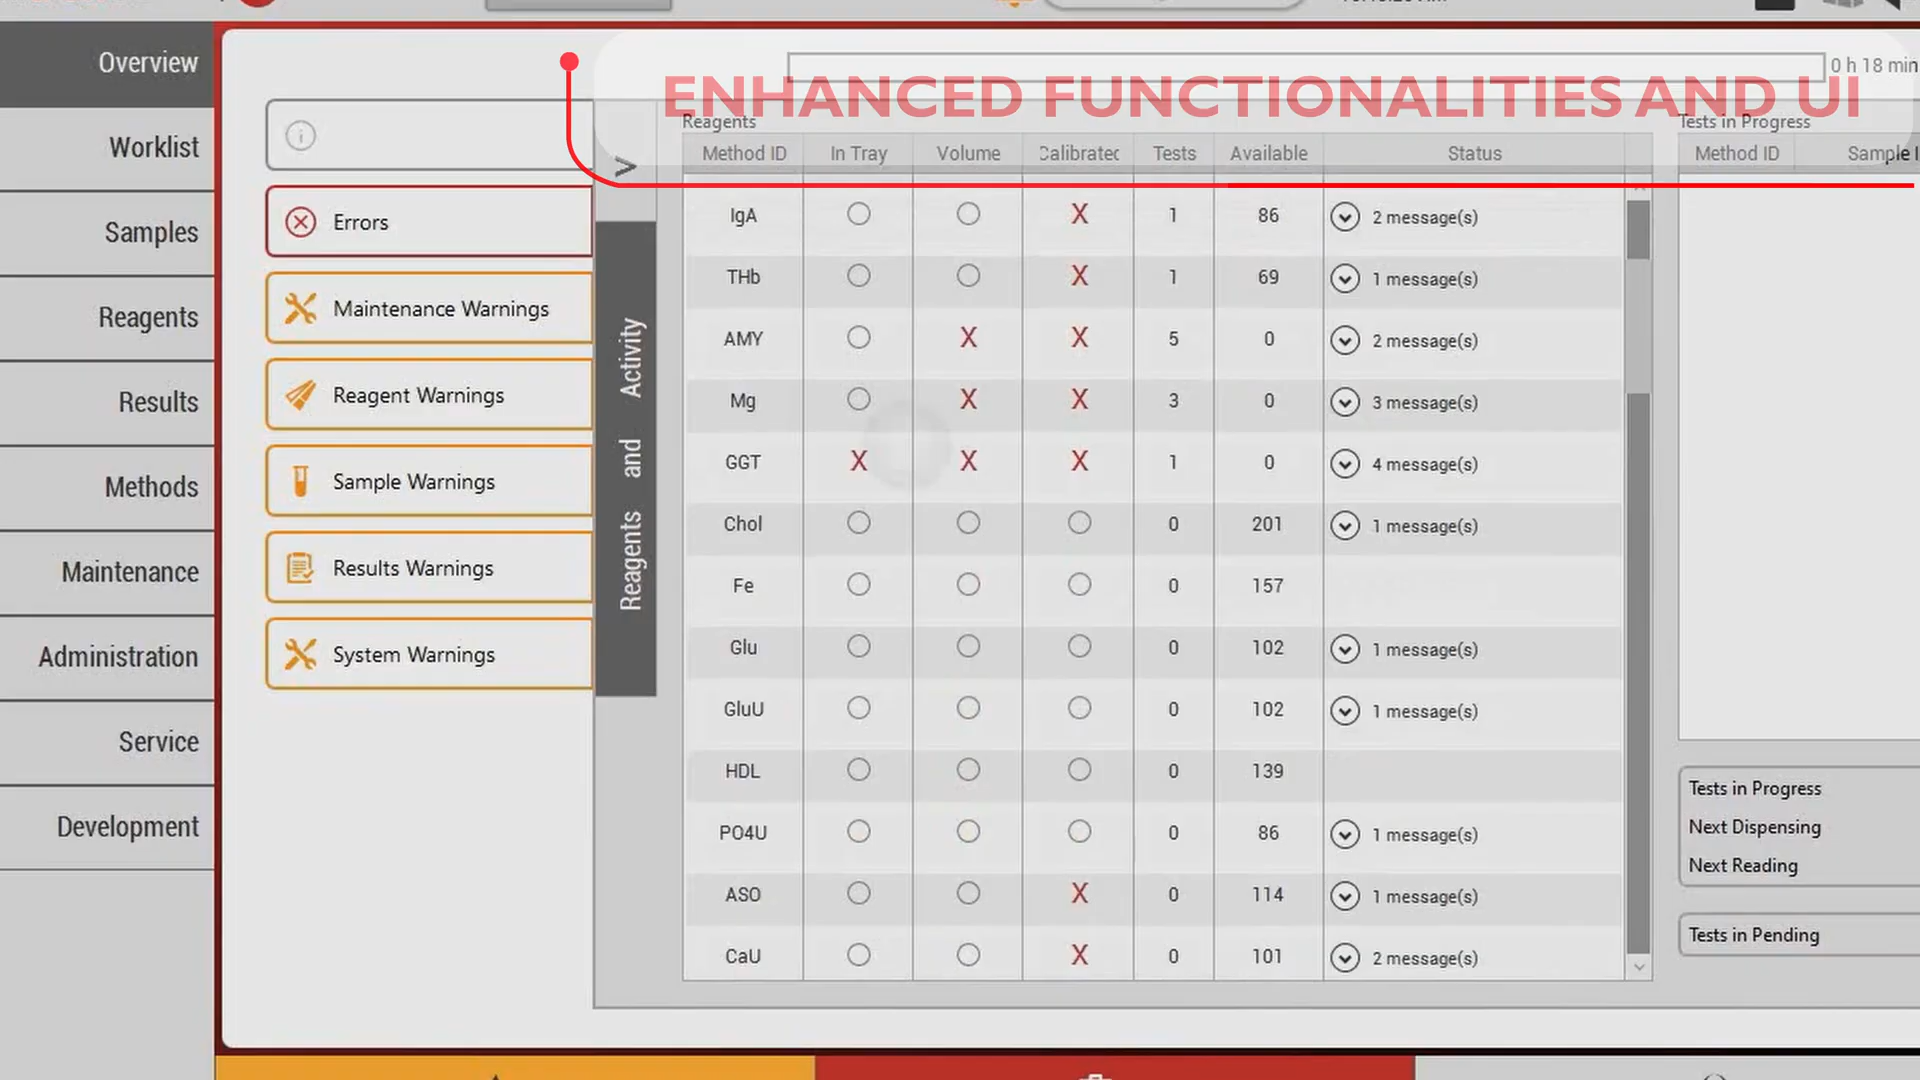 Overview
Worklist
Samples
Reagents
Results
Methods
Maintenance
Administration
Service
Development
ENHANCED FUNCTIONALITIES AND UI
0 h 18 min
Errors
Maintenance Warnings
Reagent Warnings
Sample Warnings
Results Warnings
System Warnings
>
Reagents and Activity
Reagents
Method ID In Tray Volume Calibrated Tests Available Status
IgA X 1 86 2 message(s)
THb X 1 69 1 message(s)
AMY X X 5 0 2 message(s)
Mg X X 3 0 3 message(s)
GGT X X X 1 0 4 message(s)
Chol 0 201 1 message(s)
Fe 0 157
Glu 0 102 1 message(s)
GluU 0 102 1 message(s)
HDL 0 139
PO4U 0 86 1 message(s)
ASO X 0 114 1 message(s)
CaU X 0 101 2 message(s)
Tests in Progress
Method ID Sample I
Tests in Progress
Next Dispensing
Next Reading
Tests in Pending